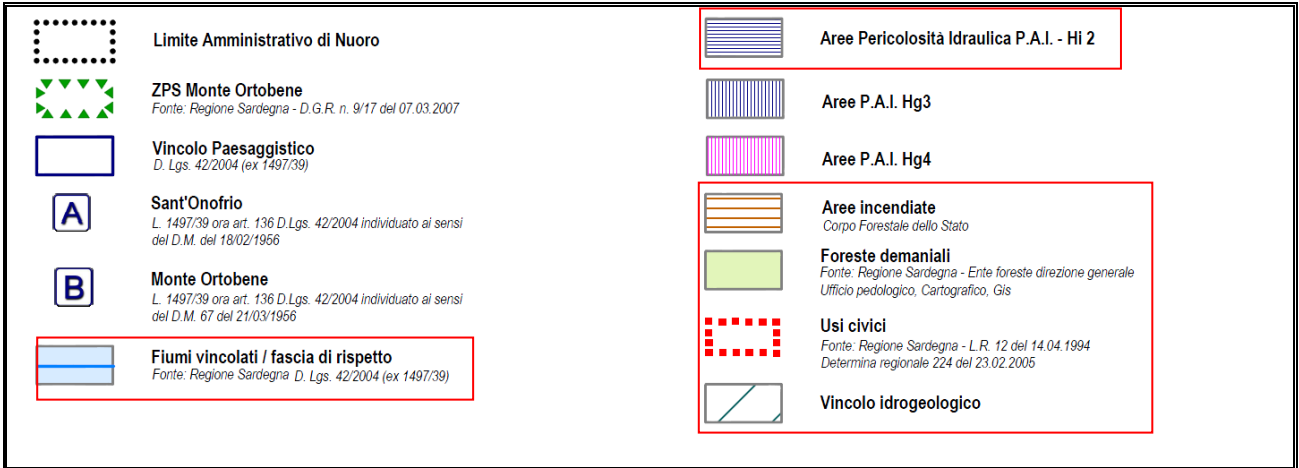 Limite Amministrativo di Nuoro
ZPS Monte Ortobene
Fonte: Regione Sardegna - D.G.R. n. 9/17 del 07.03.2007
Vincolo Paesaggistico
D. Lgs. 42/2004 (ex 1497/39)
A
Sant'Onofrio
L. 1497/39 ora art. 136 D.Lgs. 42/2004 individuato ai sensi
del D.M. del 18/02/1956
B
Monte Ortobene
L. 1497/39 ora art. 136 D.Lgs. 42/2004 individuato ai sensi
del D.M. 67 del 21/03/1956
Fiumi vincolati / fascia di rispetto
Fonte: Regione Sardegna D. Lgs. 42/2004 (ex 1497/39)
Aree Pericolosità Idraulica P.A.I. - Hi 2
Aree P.A.I. Hg3
Aree P.A.I. Hg4
Aree incendiate
Corpo Forestale dello Stato
Foreste demaniali
Fonte: Regione Sardegna - Ente foreste direzione generale
Ufficio pedologico, Cartografico, Gis
Usi civici
Fonte: Regione Sardegna - L.R. 12 del 14.04.1994
Determina regionale 224 del 23.02.2005
Vincolo idrogeologico